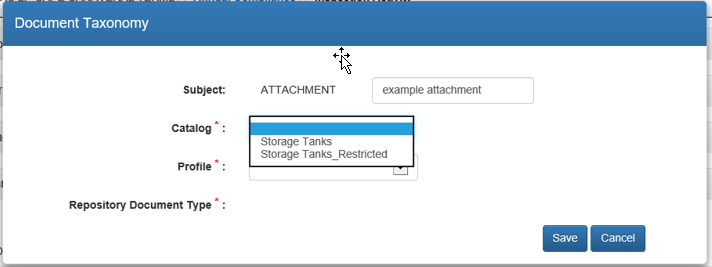 Document Taxonomy
Subject: ATTACHMENT example attachment
Catalog * :
Storage Tanks
Storage Tanks_Restricted
Profile * :
Repository Document Type * :
Save Cancel